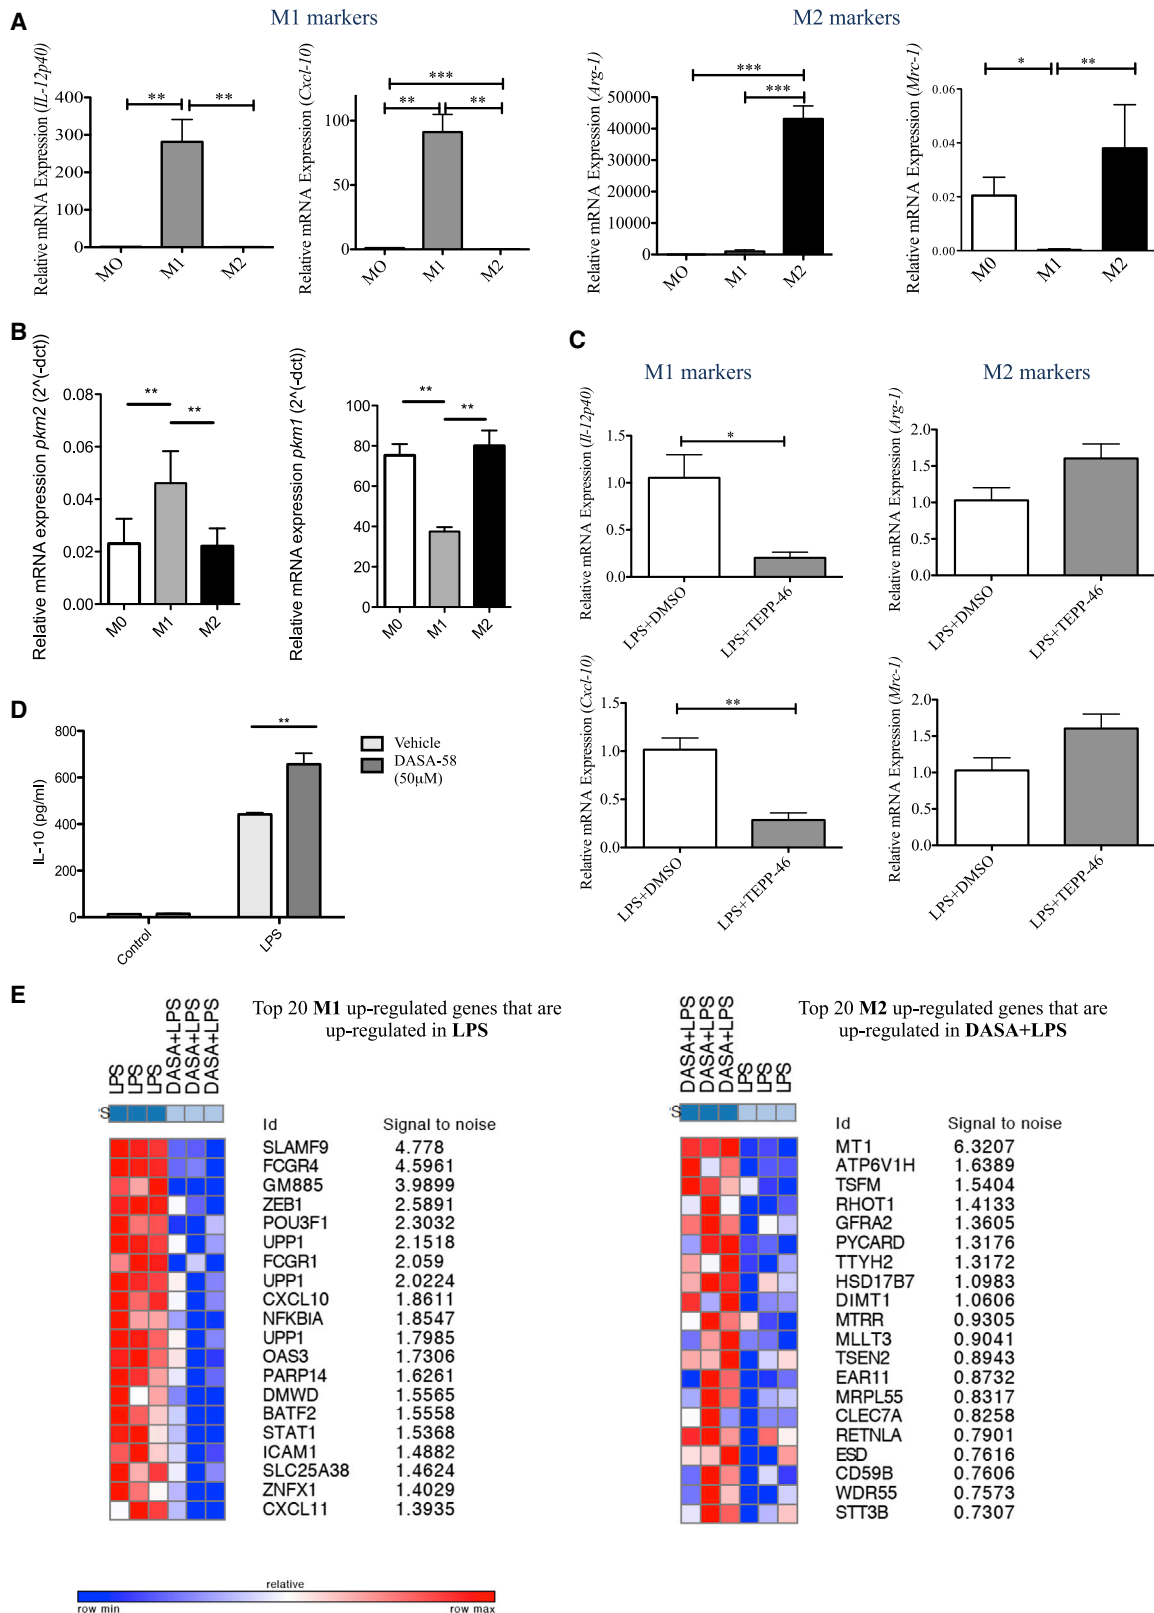 A
M1 markers
M2 markers
Relative mRNA Expression (IL-12p40)
400
300
200
100
0
** **
MO M1 M2
Relative mRNA Expression (Cxcl-10)
100
50
0
***
** **
MO M1 M2
Relative mRNA Expression (Arg-1)
50000
40000
30000
20000
10000
0
***
***
MO M1 M2
Relative mRNA Expression (Mrc-1)
0.06
0.04
0.02
0.00
* **
M0 M1 M2
B
Relative mRNA expression pkm2 (2^(-dct))
0.08
0.06
0.04
0.02
0.00
**
**
M0 M1 M2
Relative mRNA expression pkm1 (2^(-dct))
100
80
60
40
20
0
**
**
M0 M1 M2
C
M1 markers
M2 markers
Relative mRNA Expression (Il-12p40)
1.5
1.0
0.5
0.0
*
LPS+DMSO LPS+TEPP-46
Relative mRNA Expression (Arg-1)
2.0
1.5
1.0
0.5
0.0
LPS+DMSO LPS+TEPP-46
Relative mRNA Expression (Cxcl-10)
1.5
1.0
0.5
0.0
**
LPS+DMSO LPS+TEPP-46
Relative mRNA Expression (Mrc-1)
2.0
1.5
1.0
0.5
0.0
LPS+DMSO LPS+TEPP-46
D
IL-10 (pg/ml)
800
600
400
200
0
**
Control LPS
Vehicle
DASA-58
(50µM)
E
LPS LPS LPS DASA+LPS DASA+LPS DASA+LPS
Top 20 M1 up-regulated genes that are
up-regulated in LPS
'S
Id Signal to noise
SLAMF9 4.778
FCGR4 4.5961
GM885 3.9899
ZEB1 2.5891
POU3F1 2.3032
UPP1 2.1518
FCGR1 2.059
UPP1 2.0224
CXCL10 1.8611
NFKBIA 1.8547
UPP1 1.7985
OAS3 1.7306
PARP14 1.6261
DMWD 1.5565
BATF2 1.5558
STAT1 1.5368
ICAM1 1.4882
SLC25A38 1.4624
ZNFX1 1.4029
CXCL11 1.3935
DASA+LPS DASA+LPS DASA+LPS LPS LPS LPS
Top 20 M2 up-regulated genes that are
up-regulated in DASA+LPS
'S
Id Signal to noise
MT1 6.3207
ATP6V1H 1.6389
TSFM 1.5404
RHOT1 1.4133
GFRA2 1.3605
PYCARD 1.3176
TTYH2 1.3172
HSD17B7 1.0983
DIMT1 1.0606
MTRR 0.9305
MLLT3 0.9041
TSEN2 0.8943
EAR11 0.8732
MRPL55 0.8317
CLEC7A 0.8258
RETNLA 0.7901
ESD 0.7616
CD59B 0.7606
WDR55 0.7573
STT3B 0.7307
relative
row min row max